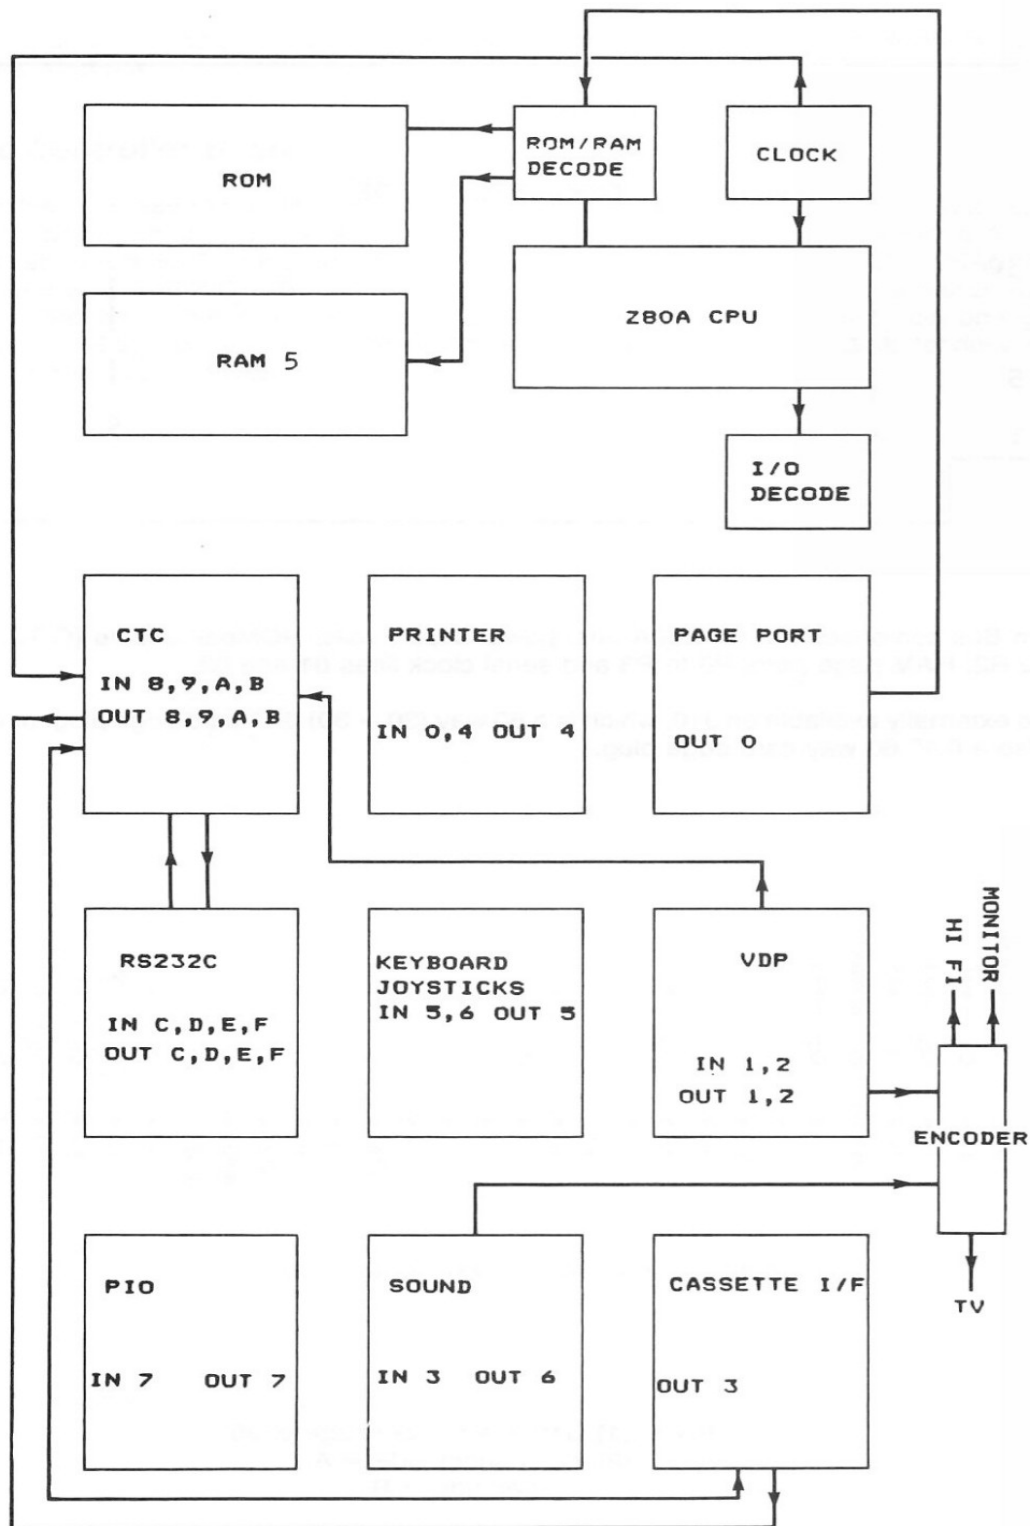 ROM/RAM
DECODE
CLOCK
ROM
Z80A CPU
RAM 5
I/O
DECODE
CTC
IN 8,9,A,B
OUT 8,9,A,B
PRINTER
IN 0,4 OUT 4
PAGE PORT
OUT 0
RS232C
IN C,D,E,F
OUT C,D,E,F
KEYBOARD
JOYSTICKS
IN 5,6 OUT 5
VDP
IN 1,2
OUT 1,2
HI FI
MONITOR
ENCODER
TV
PIO
IN 7 OUT 7
SOUND
IN 3 OUT 6
CASSETTE I/F
OUT 3